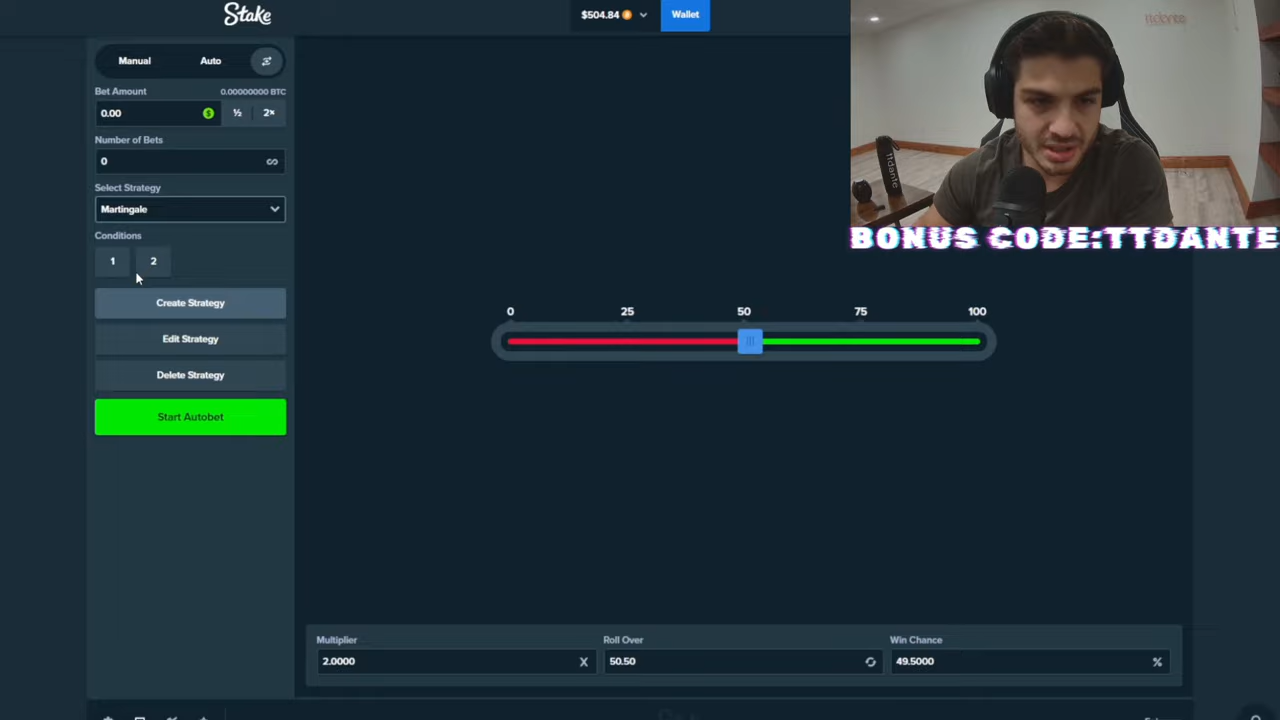 Stake
$504.84
Wallet
ttdante
Manual
Auto
Bet Amount
0.00000000 BTC
0.00
$
½
2×
Number of Bets
0
Select Strategy
Martingale
Conditions
1
2
Create Strategy
Edit Strategy
Delete Strategy
Start Autobet
ttdante
BONUS CODE:TTDANTE
0
25
50
75
100
Multiplier
2.0000
Roll Over
50.50
Win Chance
49.5000
%